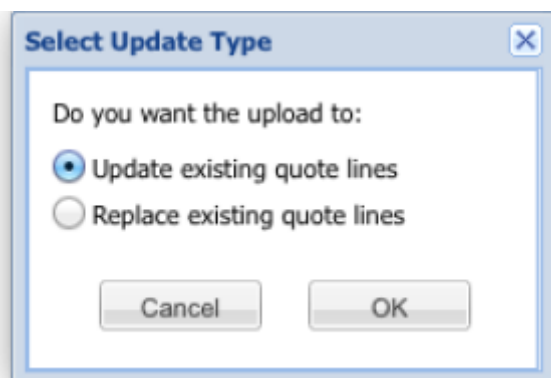 Select Update Type
Do you want the upload to:
Update existing quote lines
Replace existing quote lines
Cancel OK